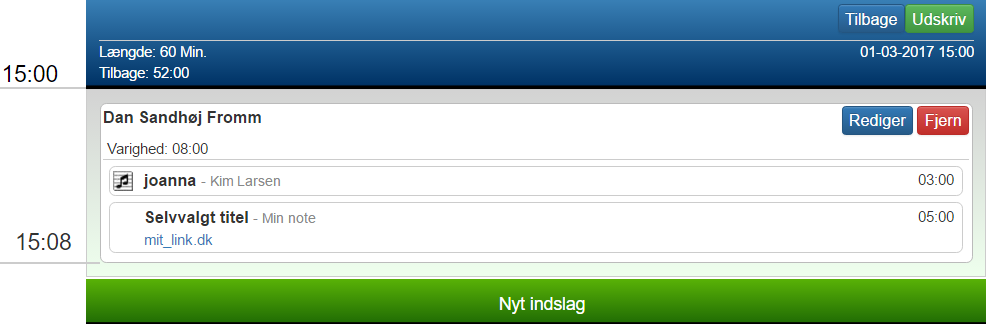 Tilbage Udskriv
Længde: 60 Min. 01-03-2017 15:00
15:00 Tilbage: 52:00
Dan Sandhøj Fromm Rediger Fjern
Varighed: 08:00
joanna - Kim Larsen 03:00
Selvvalgt titel - Min note 05:00
15:08 mit_link.dk
Nyt indslag